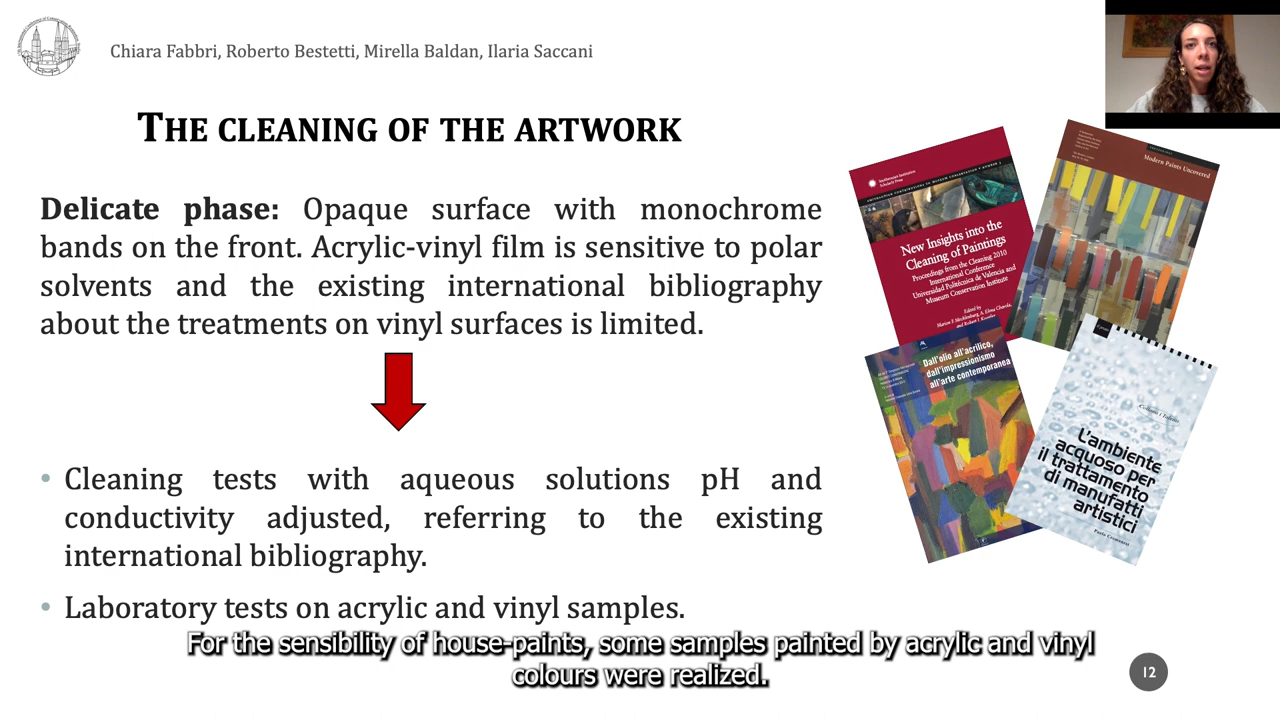 Chiara Fabbri, Roberto Bestetti, Mirella Baldan, Ilaria Saccani
THE CLEANING OF THE ARTWORK
Delicate phase: Opaque surface with monochrome
bands on the front. Acrylic-vinyl film is sensitive to polar
solvents and the existing international bibliography
about the treatments on vinyl surfaces is limited.
• Cleaning tests with aqueous solutions pH and
conductivity adjusted, referring to the existing
international bibliography.
• Laboratory tests on acrylic and vinyl samples.
Smithsonian Institution
Scholarly Press
New Insights into the
Cleaning of Paintings
Proceedings from the Cleaning 2010
International Conference
Universidad Politécnica de Valencia and
Museum Conservation Institute
Edited by
Modern Paints Uncovered
Dall'olio all'acrilico,
dall'impressionismo
all'arte contemporanea
L'ambiente
acquoso per
il trattamento
di manufatti
artistici
Paolo Cremonesi
For the sensibility of house-paints, some samples painted by acrylic and vinyl
colours were realized.
12